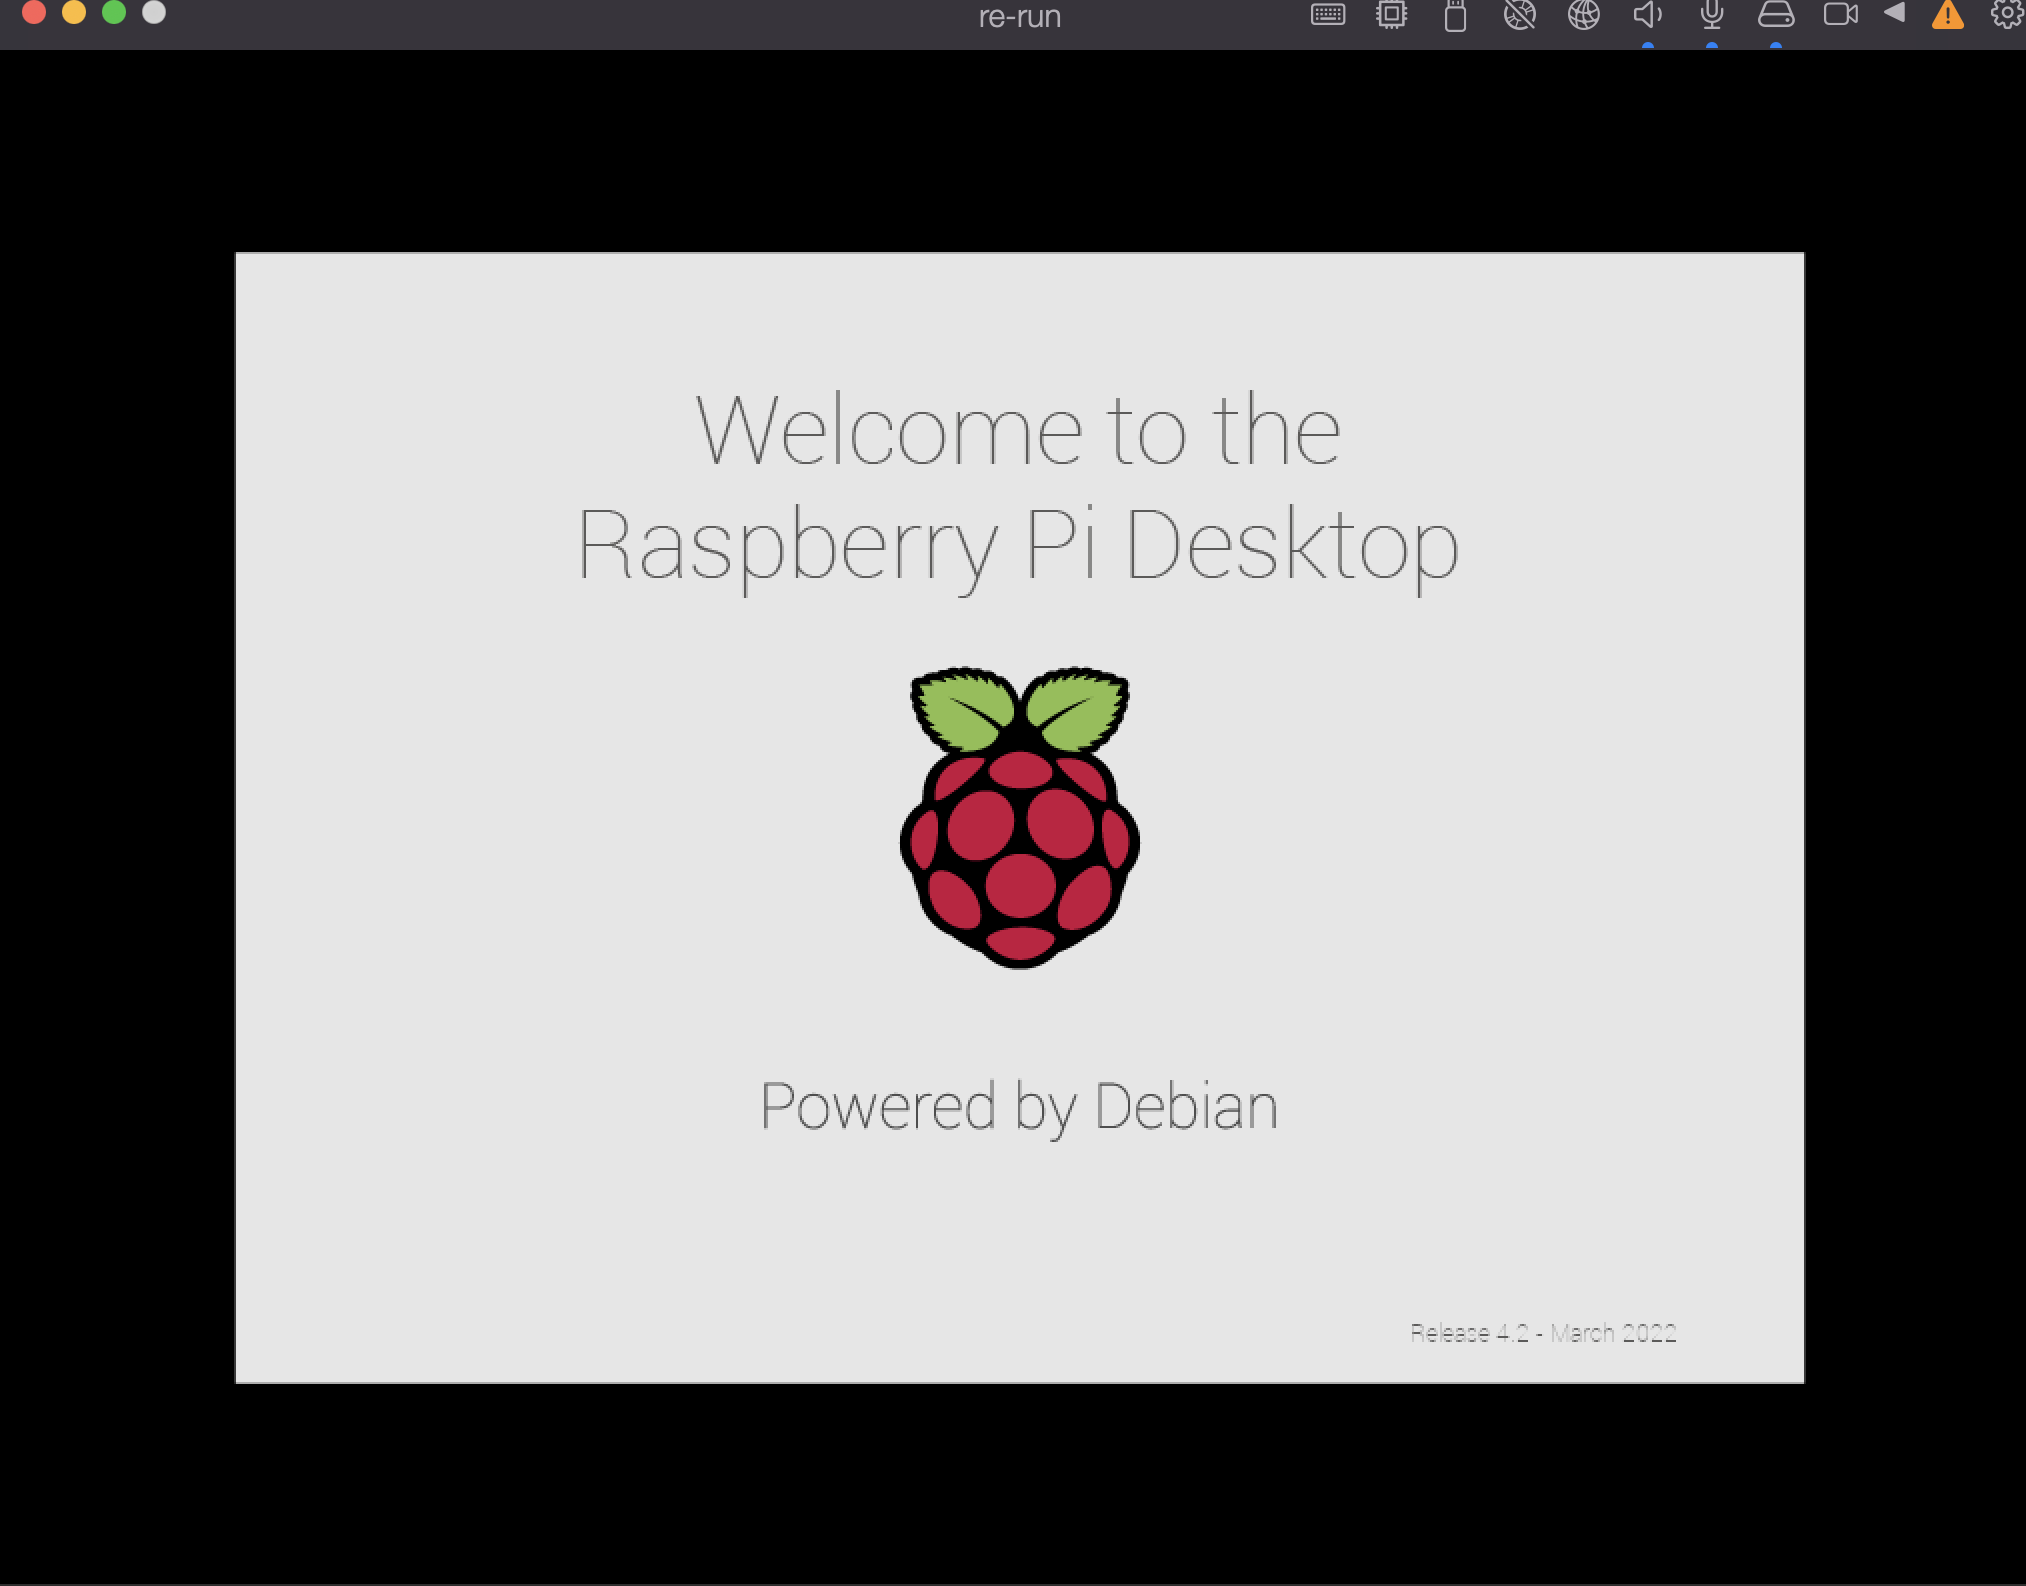 re-run
Welcome to the
Raspberry Pi Desktop
Powered by Debian
Release 4.2 - March 2022